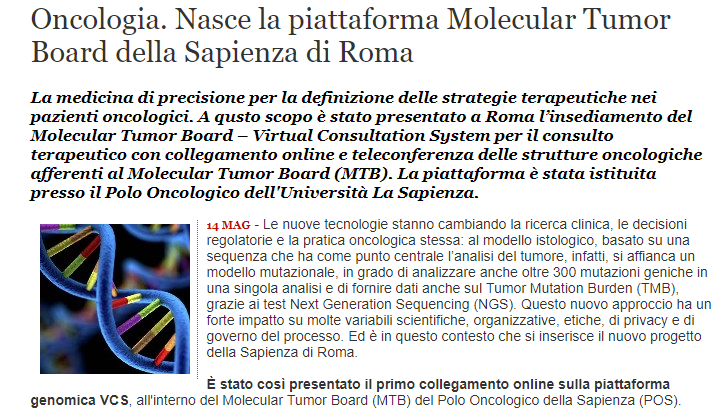 Oncologia. Nasce la piattaforma Molecular Tumor
Board della Sapienza di Roma
La medicina di precisione per la definizione delle strategie terapeutiche nei
pazienti oncologici. A qusto scopo è stato presentato a Roma l'insediamento del
Molecular Tumor Board – Virtual Consultation System per il consulto
terapeutico con collegamento online e teleconferenza delle strutture oncologiche
afferenti al Molecular Tumor Board (MTB). La piattaforma è stata istituita
presso il Polo Oncologico dell'Università La Sapienza.
14 MAG - Le nuove tecnologie stanno cambiando la ricerca clinica, le decisioni
regolatorie e la pratica oncologica stessa: al modello istologico, basato su una
sequenza che ha come punto centrale l'analisi del tumore, infatti, si affianca un
modello mutazionale, in grado di analizzare anche oltre 300 mutazioni geniche in
una singola analisi e di fornire dati anche sul Tumor Mutation Burden (TMB),
grazie ai test Next Generation Sequencing (NGS). Questo nuovo approccio ha un
forte impatto su molte variabili scientifiche, organizzative, etiche, di privacy e di
governo del processo. Ed è in questo contesto che si inserisce il nuovo progetto
della Sapienza di Roma.
È stato così presentato il primo collegamento online sulla piattaforma
genomica VCS, all'interno del Molecular Tumor Board (MTB) del Polo Oncologico della Sapienza (POS).